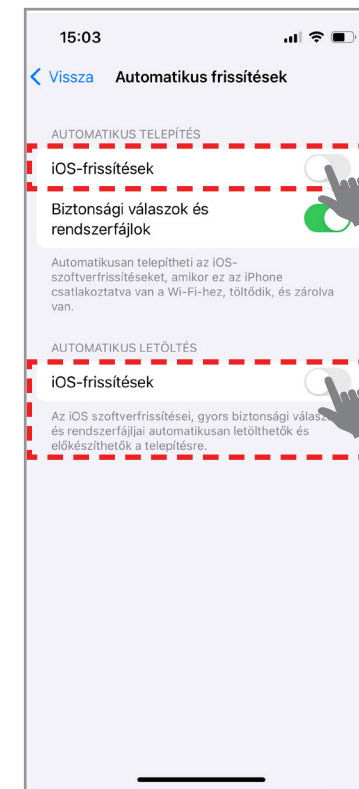 15:03
Vissza Automatikus frissítések
AUTOMATIKUS TELEPÍTÉS
iOS-frissítések
Biztonsági válaszok és
rendszerfájlok
Automatikusan telepítheti az iOS-
szoftverfrissítéseket, amikor ez az iPhone
csatlakoztatva van a Wi-Fi-hez, töltődik, és zárolva
van.
AUTOMATIKUS LETÖLTÉS
iOS-frissítések
Az iOS szoftverfrissítései, gyors biztonsági válasz
és rendszerfájljai automatikusan letölthetők és
előkészíthetők a telepítésre.